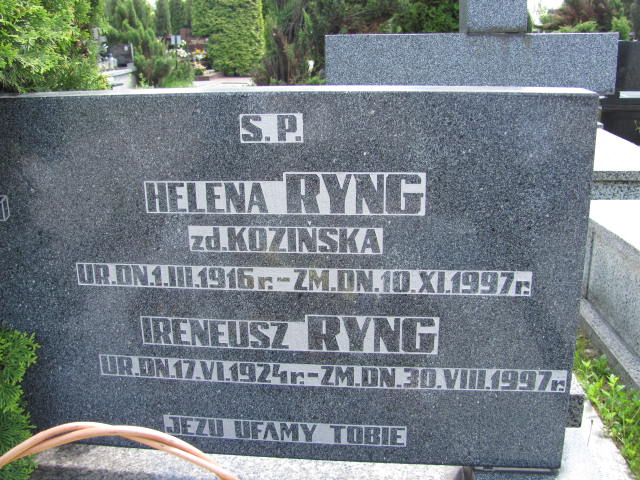 S.P.
HELENA RYNG
zd.KOZIŃSKA
UR.DN.1.III.1916r.-ZM.DN.10.XI.1997r.
IRENEUSZ RYNG
UR.DN.17.VI.1924r.-ZM.DN.30.VIII.1997r.
JEZU UFAMY TOBIE